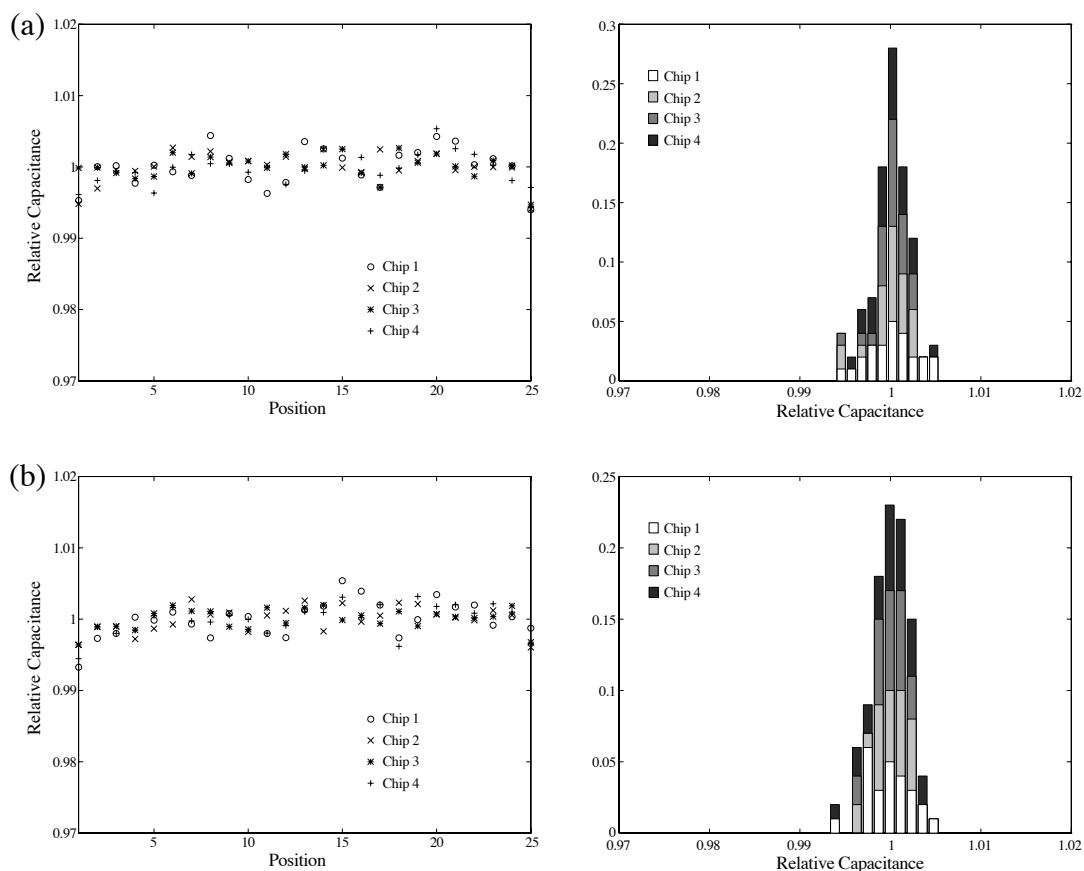 (a)
1.02
1.01
1
0.99
0.98
0.97
Relative Capacitance
5
10
15
20
25
Position
Chip 1
Chip 2
Chip 3
Chip 4
0.3
0.25
0.2
0.15
0.1
0.05
0
0.97
0.98
0.99
1
1.01
1.02
Relative Capacitance
Chip 1
Chip 2
Chip 3
Chip 4
(b)
1.02
1.01
1
0.99
0.98
0.97
Relative Capacitance
5
10
15
20
25
Position
Chip 1
Chip 2
Chip 3
Chip 4
0.25
0.2
0.15
0.1
0.05
0
0.97
0.98
0.99
1
1.01
1.02
Relative Capacitance
Chip 1
Chip 2
Chip 3
Chip 4